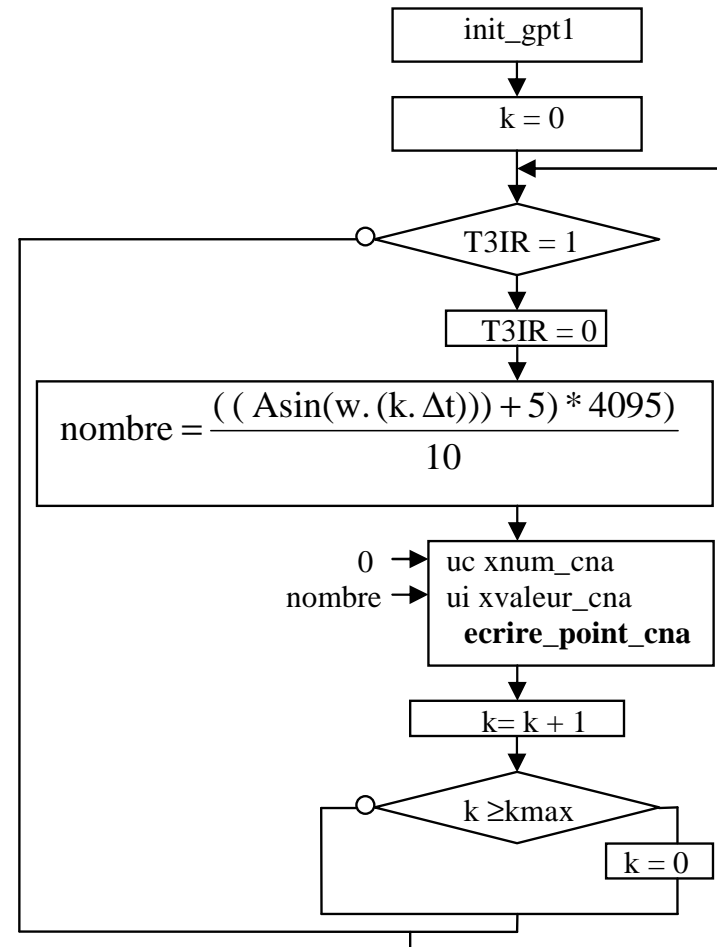 init_gpt1
k = 0
T3IR = 1
T3IR = 0
nombre = ((Asin(w.(k.Δt))) + 5) * 4095) / 10
0
uc xnum_cna
nombre
ui xvaleur_cna
ecrire_point_cna
k= k + 1
k ≥kmax
k = 0